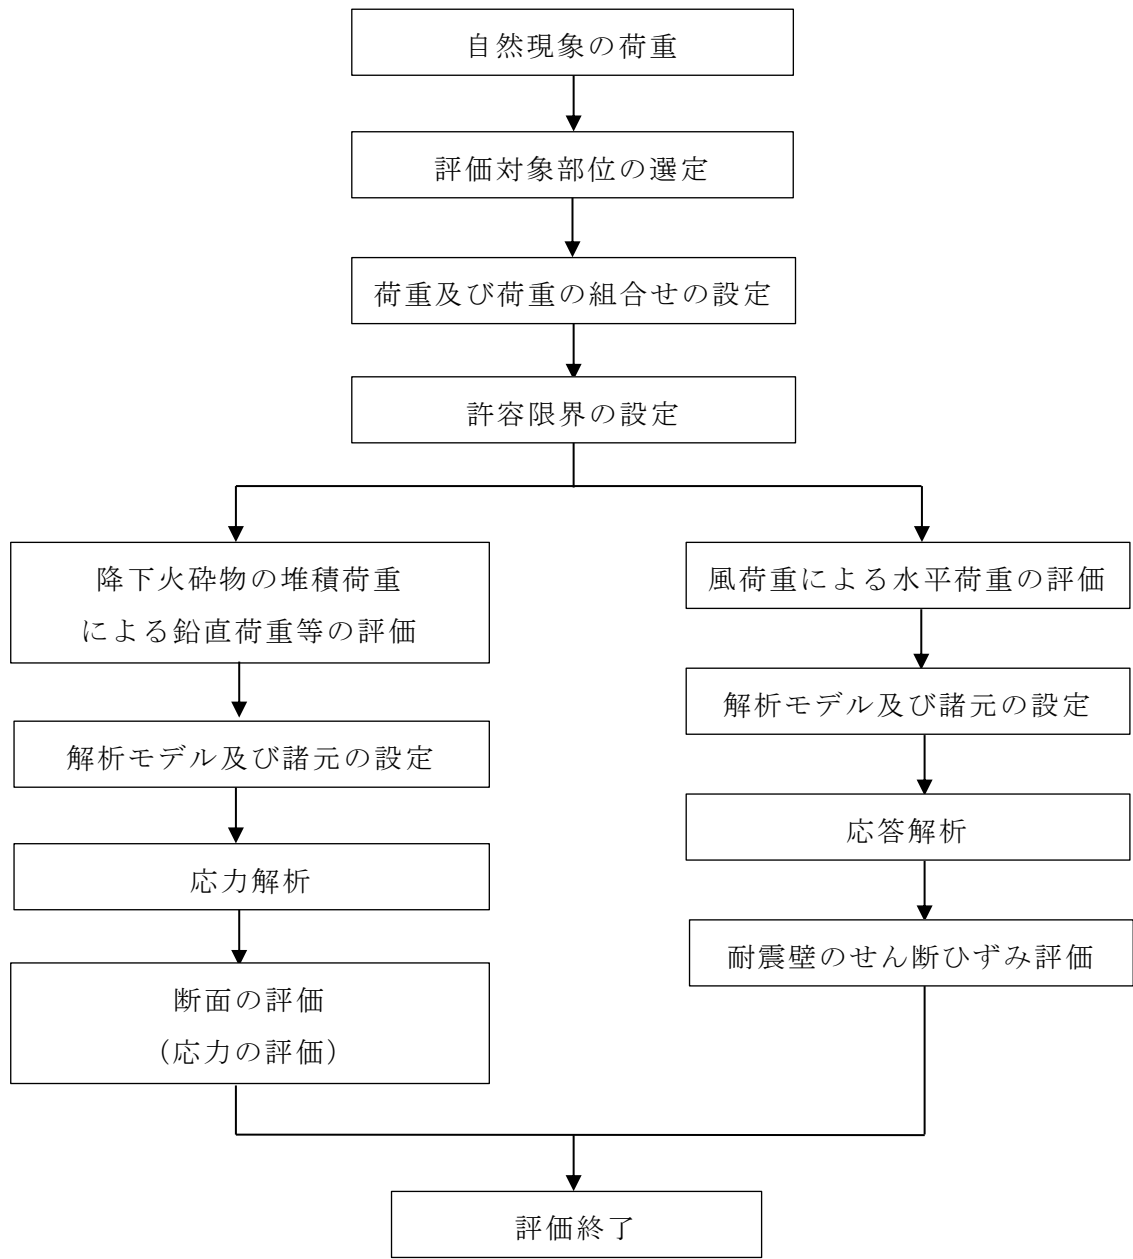 自然現象の荷重
評価対象部位の選定
荷重及び荷重の組合せの設定
許容限界の設定
降下火砕物の堆積荷重
による鉛直荷重等の評価
解析モデル及び諸元の設定
応力解析
断面の評価
（応力の評価）
風荷重による水平荷重の評価
解析モデル及び諸元の設定
応答解析
耐震壁のせん断ひずみ評価
評価終了